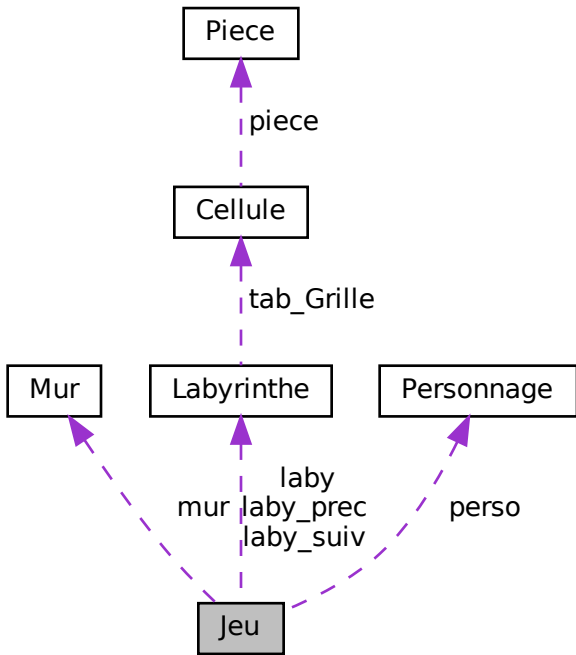 Piece
piece
Cellule
tab_Grille
Mur
Labyrinthe
Personnage
mur
laby
laby_prec
laby_suiv
perso
Jeu